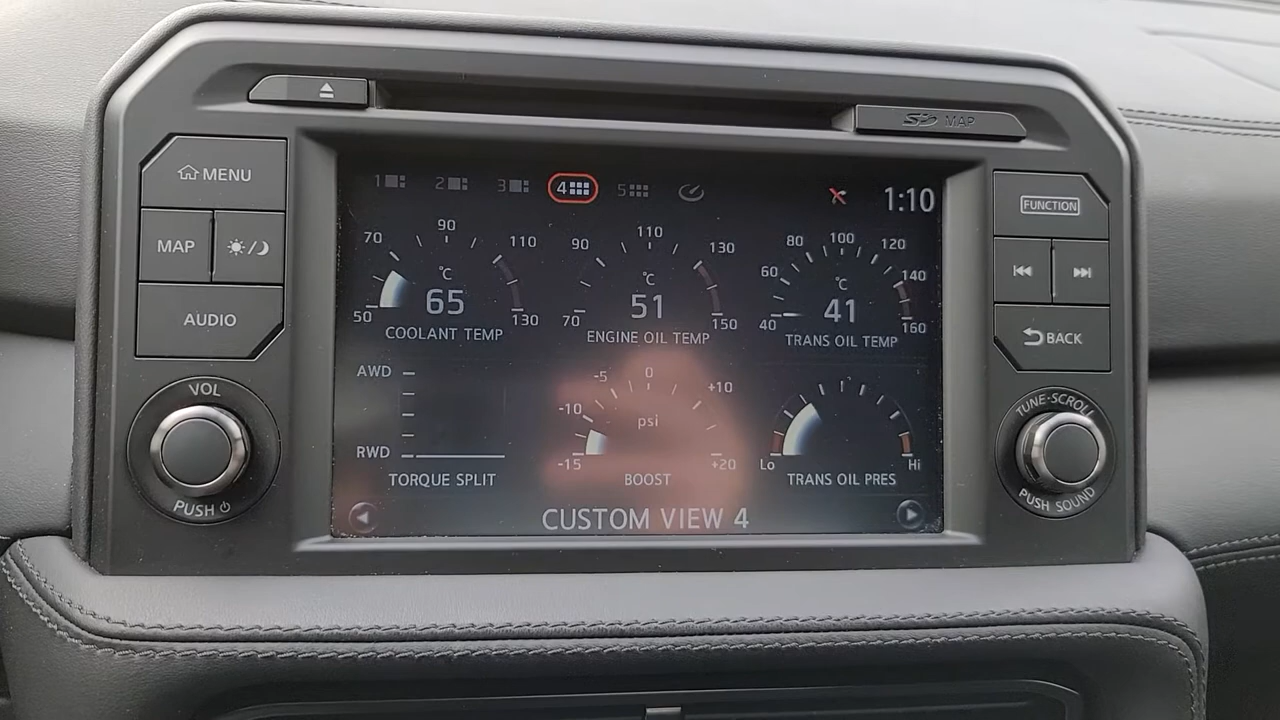 SD MAP
MENU
MAP
AUDIO
VOL
PUSH
FUNCTION
BACK
TUNE·SCROLL
PUSH SOUND
1 2 3 4 5 1:10
50 70 90 110 130
°C
65
COOLANT TEMP
70 90 110 130 150
°C
51
ENGINE OIL TEMP
40 60 80 100 120 140 160
°C
41
TRANS OIL TEMP
AWD
RWD
TORQUE SPLIT
-15 -10 -5 0 +10 +20
psi
BOOST
Lo Hi
TRANS OIL PRES
CUSTOM VIEW 4